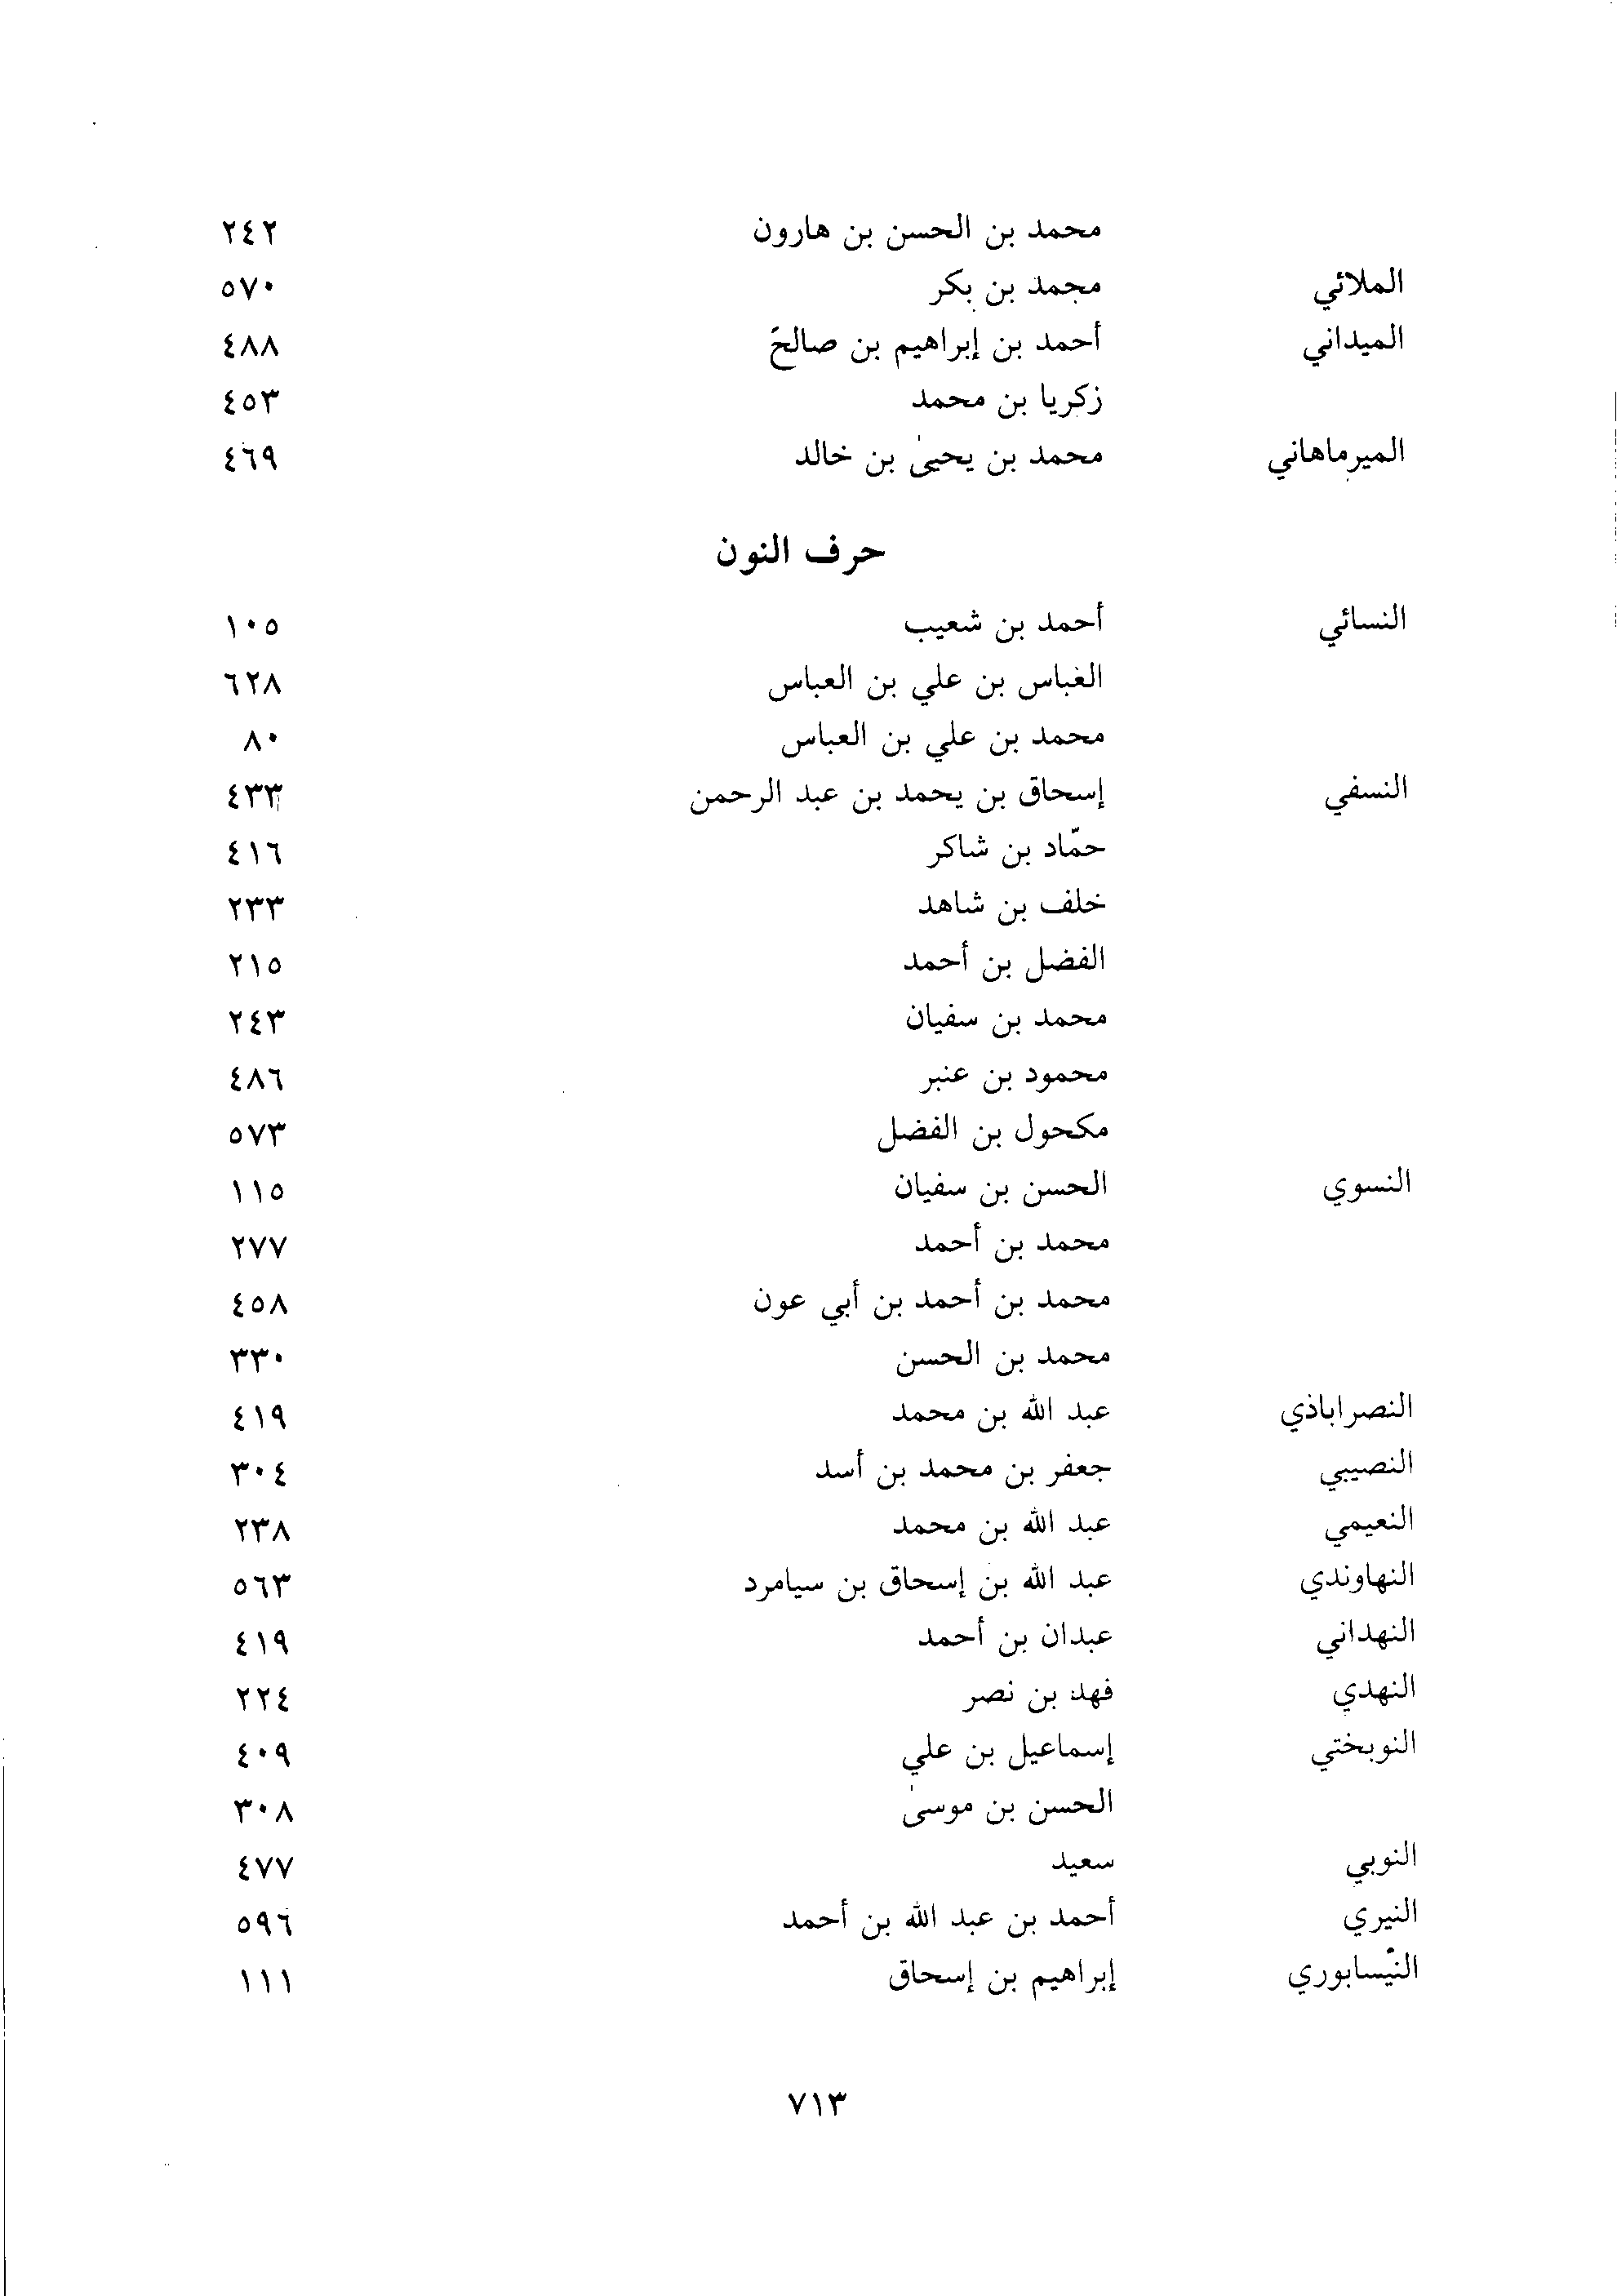 محمد بن الحسن بن هارون ٢٤٢
الملائي محمد بن بكر ٥٧٠
الميداني أحمد بن إبراهيم بن صالح ٤٨٨
زكريا بن محمد ٤٥٣
الميرماهاني محمد بن يحيىٰ بن خالد ٤٦٩
حرف النون
النسائي أحمد بن شعيب ١٠٥
العباس بن علي بن العباس ٦٢٨
محمد بن علي بن العباس ٨٠
النسفي إسحاق بن يحمد بن عبد الرحمن ٤٣٣
حمّاد بن شاكر ٤١٦
خلف بن شاهد ٢٣٣
الفضل بن أحمد ٢١٥
محمد بن سفيان ٢٤٣
محمود بن عنبر ٤٨٦
مكحول بن الفضل ٥٧٣
النسوي الحسن بن سفيان ١١٥
محمد بن أحمد ٢٧٧
محمد بن أحمد بن أبي عون ٤٥٨
محمد بن الحسن ٣٣٠
النصراباذي عبد الله بن محمد ٤١٩
النصيبي جعفر بن محمد بن أسد ٣٠٤
النعيمي عبد الله بن محمد ٢٣٨
النهاوندي عبد الله بن إسحاق بن سيامرد ٥٦٣
النهداني عبدان بن أحمد ٤١٩
النهدي فهد بن نصر ٢٢٤
النوبختي إسماعيل بن علي ٤٠٩
الحسن بن موسىٰ ٣٠٨
النوبي سعيد ٤٧٧
النيري أحمد بن عبد الله بن أحمد ٥٩٦
النّيسابوري إبراهيم بن إسحاق ١١١
٧١٣